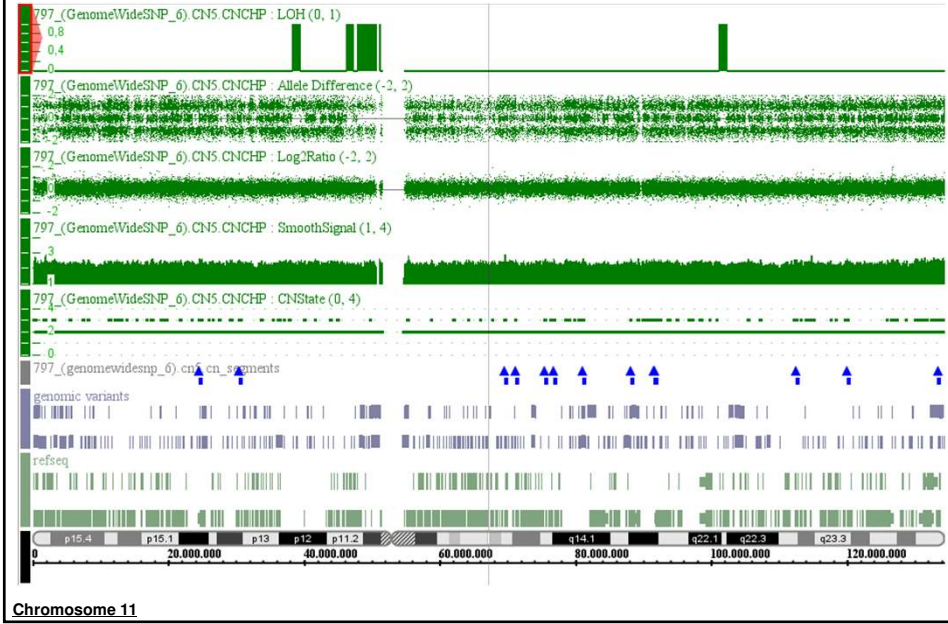 797_(GenomeWideSNP_6).CN5.CNCHP : LOH (0, 1)
0,8
0,4
0
797_(GenomeWideSNP_6).CN5.CNCHP : Allele Difference (-2, 2)
797_(GenomeWideSNP_6).CN5.CNCHP : Log2Ratio (-2, 2)
0
-2
797_(GenomeWideSNP_6).CN5.CNCHP : SmoothSignal (1, 4)
3
1
797_(GenomeWideSNP_6).CN5.CNCHP : CNState (0, 4)
4
2
0
797_(genomewidesnp_6).cn5.cn_segments
genomic variants
refseq
p15.4 p15.1 p13 p12 p11.2 q14.1 q22.1 q22.3 q23.3
0 20.000.000 40.000.000 60.000.000 80.000.000 100.000.000 120.000.000
Chromosome 11